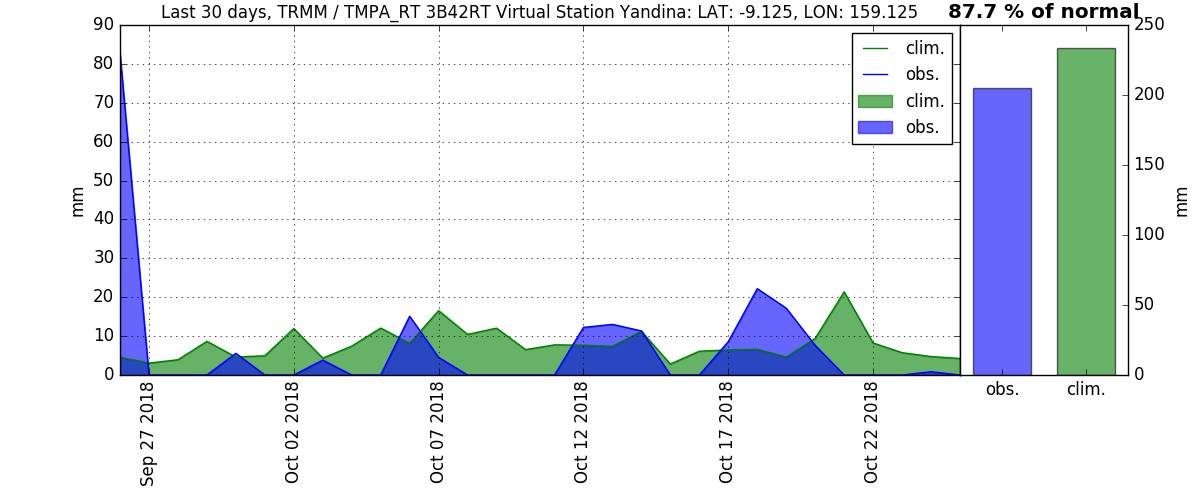 Last 30 days, TRMM / TMPA_RT 3B42RT Virtual Station Yandina: LAT: -9.125, LON: 159.125
87.7 % of normal
90
80
70
60
50
40
30
20
10
0
mm
clim.
obs.
clim.
obs.
Sep 27 2018
Oct 02 2018
Oct 07 2018
Oct 12 2018
Oct 17 2018
Oct 22 2018
250
200
150
100
50
0
mm
obs.
clim.